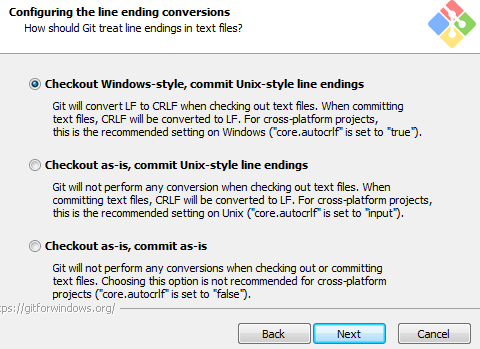 Configuring the line ending conversions
How should Git treat line endings in text files?
Checkout Windows-style, commit Unix-style line endings
Git will convert LF to CRLF when checking out text files. When committing
text files, CRLF will be converted to LF. For cross-platform projects,
this is the recommended setting on Windows ("core.autocrlf" is set to "true").
Checkout as-is, commit Unix-style line endings
Git will not perform any conversion when checking out text files. When
committing text files, CRLF will be converted to LF. For cross-platform projects,
this is the recommended setting on Unix ("core.autocrlf" is set to "input").
Checkout as-is, commit as-is
Git will not perform any conversions when checking out or committing
text files. Choosing this option is not recommended for cross-platform
projects ("core.autocrlf" is set to "false").
ps://gitforwindows.org/
Back Next Cancel